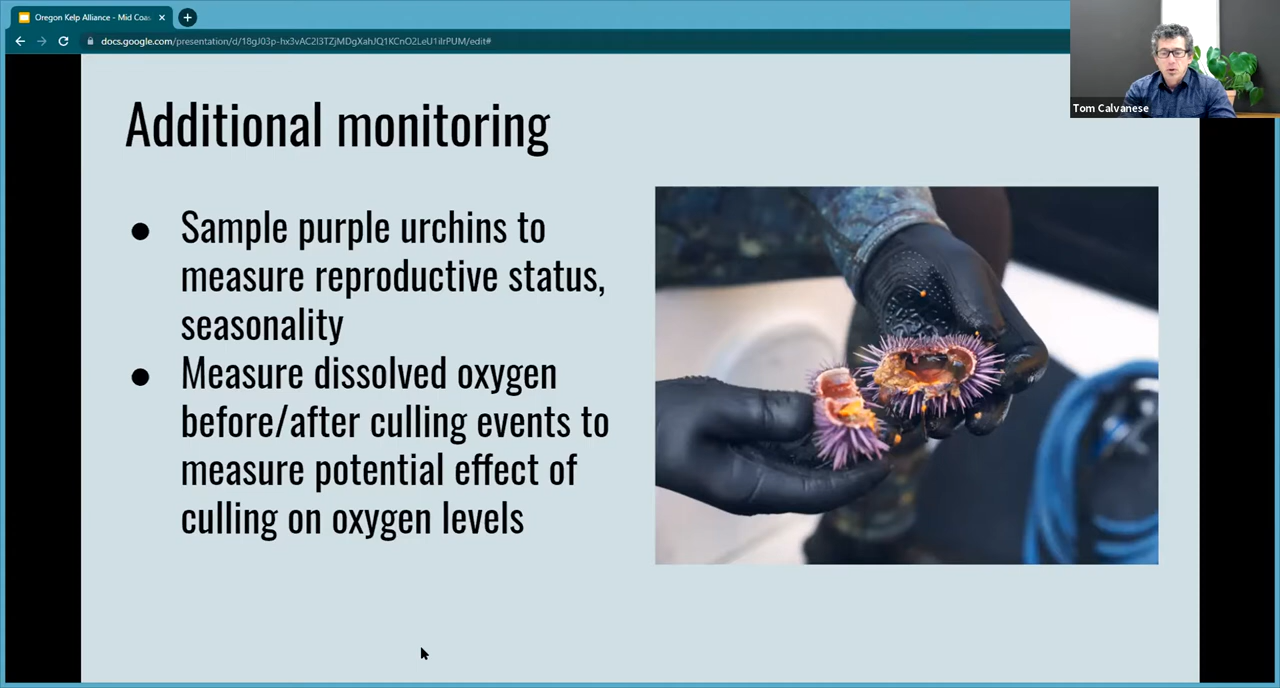 Oregon Kelp Alliance - Mid Coas
docs.google.com/presentation/d/18gJ03p-hx3vAC2I3TZjMDgXahJQ1KCnO2LeU1iIrPUM/edit#
Tom Calvanese
Additional monitoring
● Sample purple urchins to
measure reproductive status,
seasonality
● Measure dissolved oxygen
before/after culling events to
measure potential effect of
culling on oxygen levels